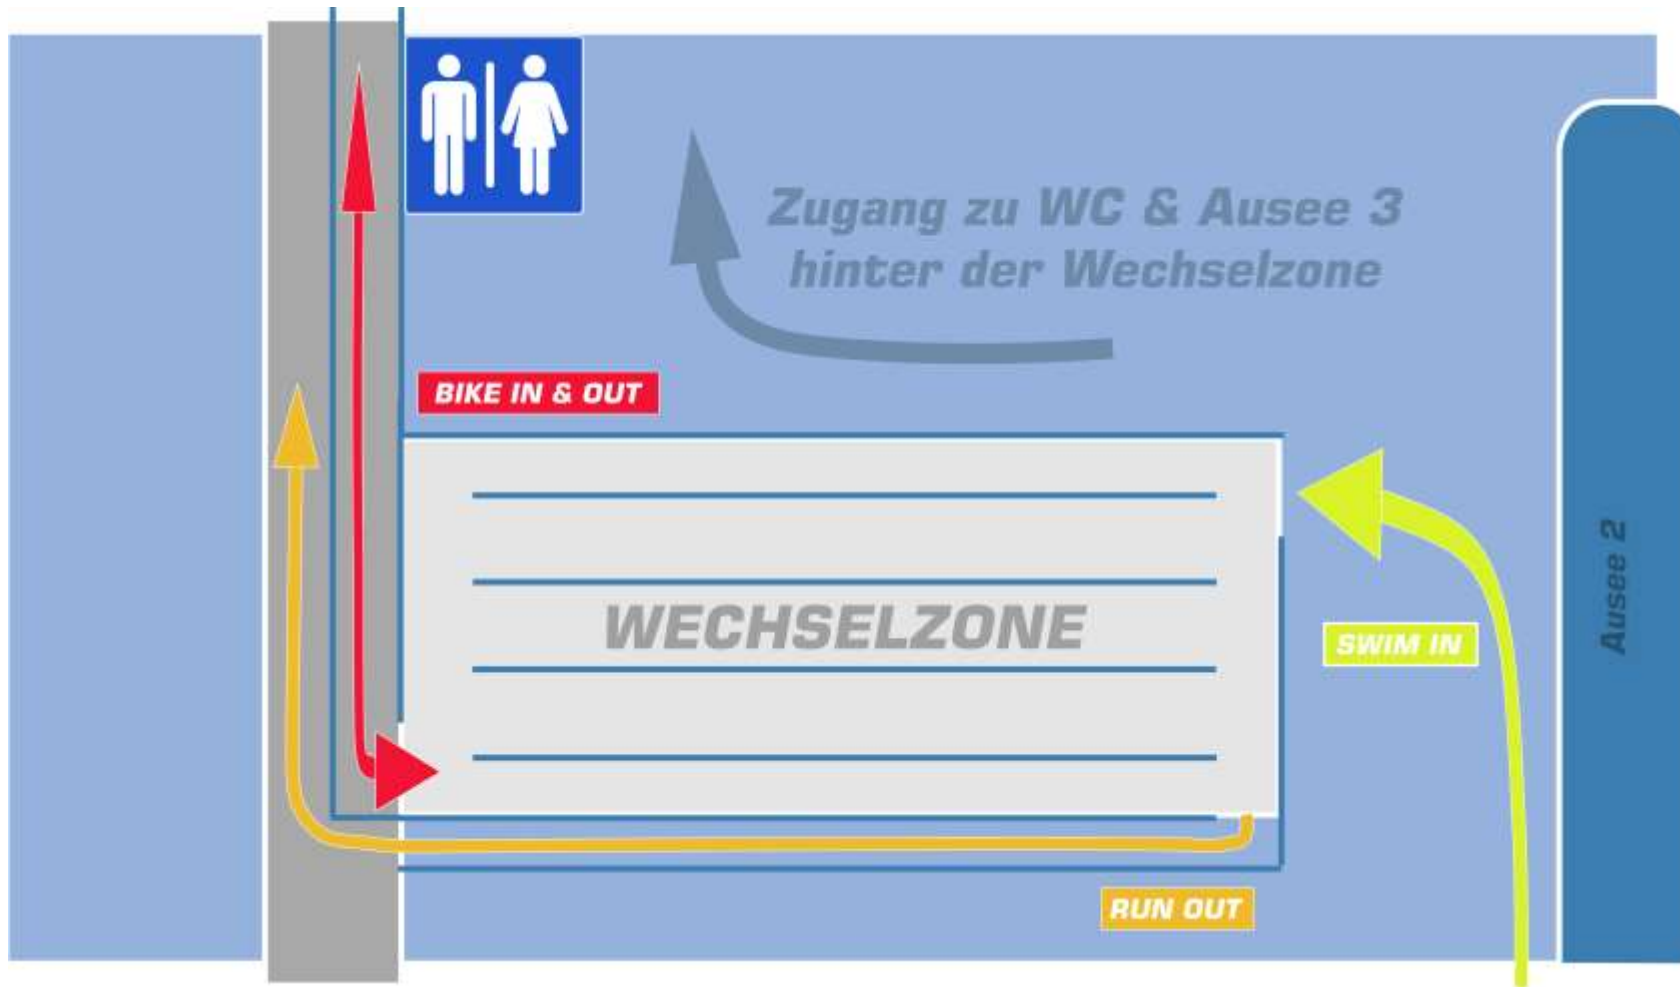 Zugang zu WC & Ausee 3
hinter der Wechselzone
BIKE IN & OUT
WECHSELZONE
SWIM IN
Ausee 2
RUN OUT